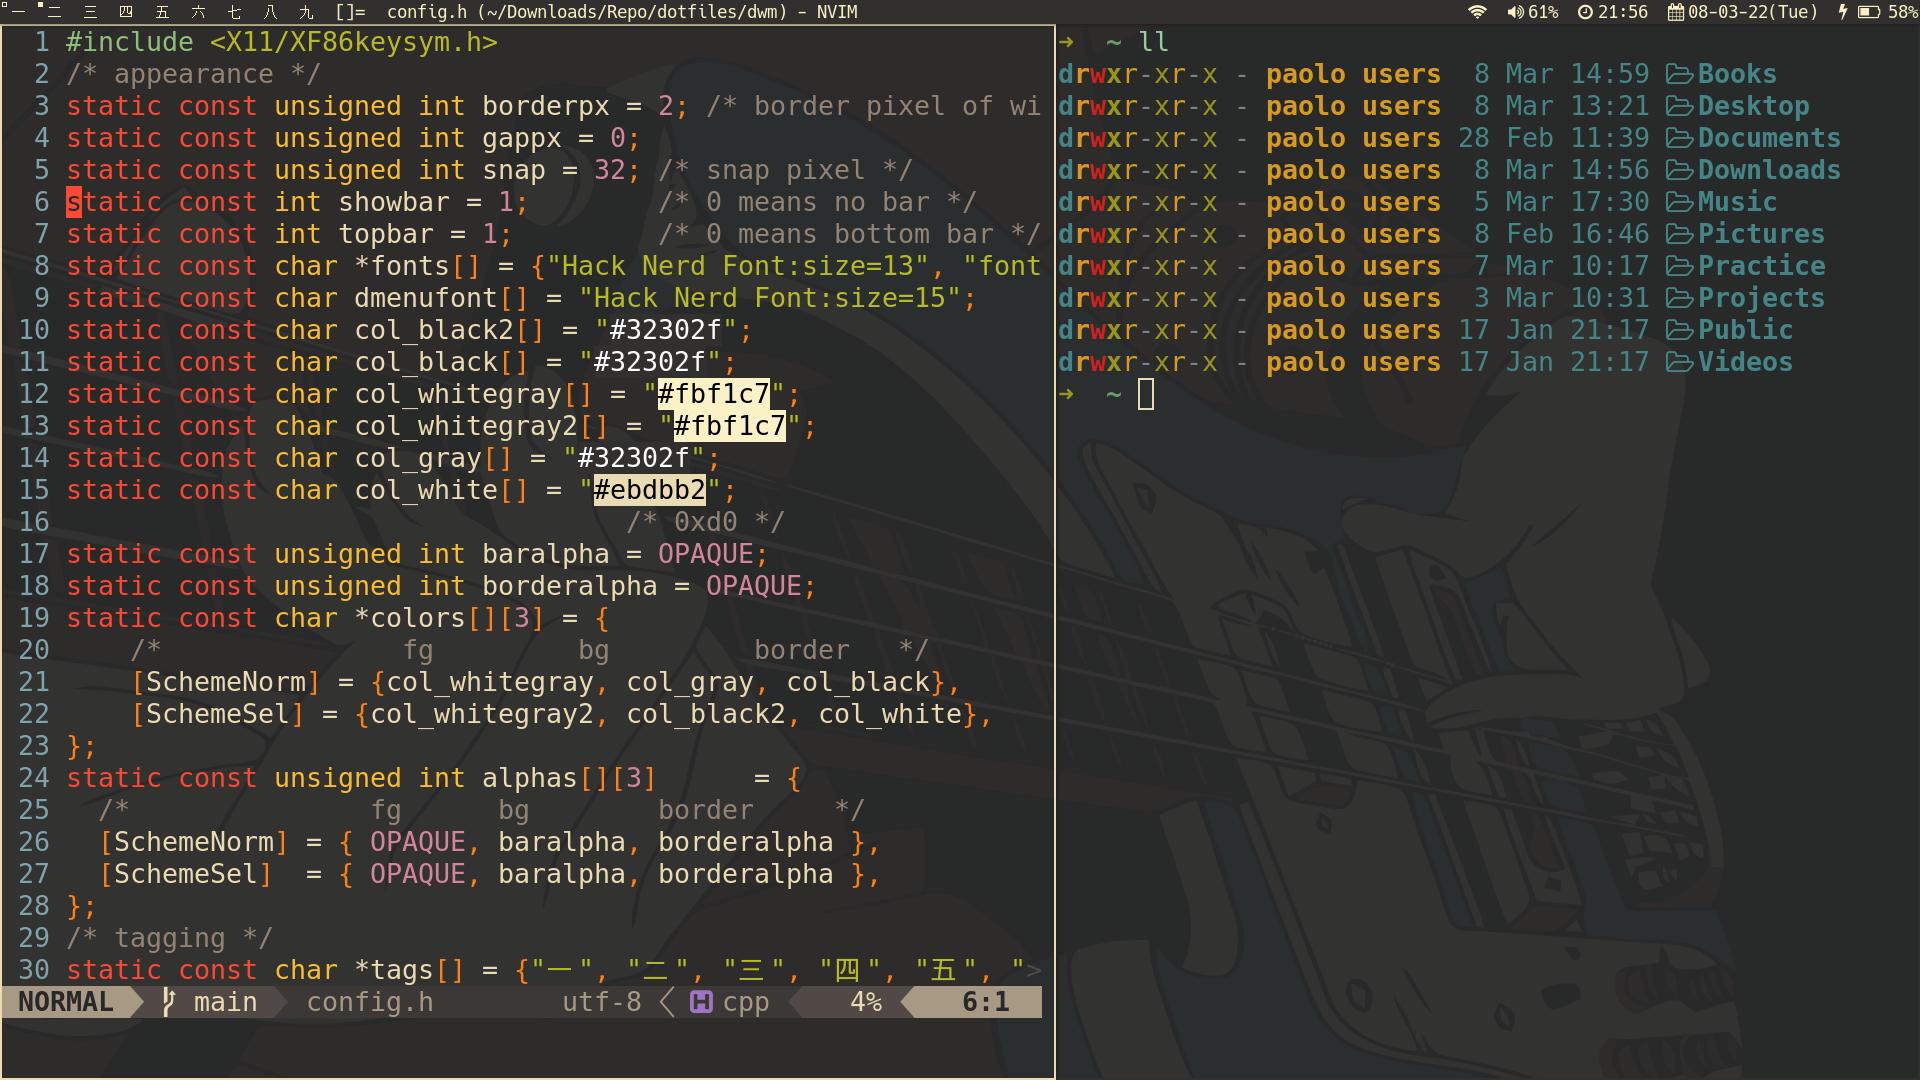 一 二 三 四 五 六 七 八 九 []= config.h (~/Downloads/Repo/dotfiles/dwm) - NVIM 61% 21:56 08-03-22(Tue) 58%
1 #include <X11/XF86keysym.h>
2 /* appearance */
3 static const unsigned int borderpx = 2; /* border pixel of wi
4 static const unsigned int gappx = 0;
5 static const unsigned int snap = 32; /* snap pixel */
6 static const int showbar = 1;        /* 0 means no bar */
7 static const int topbar = 1;         /* 0 means bottom bar */
8 static const char *fonts[] = {"Hack Nerd Font:size=13", "font
9 static const char dmenufont[] = "Hack Nerd Font:size=15";
10 static const char col_black2[] = "#32302f";
11 static const char col_black[] = "#32302f";
12 static const char col_whitegray[] = "#fbf1c7";
13 static const char col_whitegray2[] = "#fbf1c7";
14 static const char col_gray[] = "#32302f";
15 static const char col_white[] = "#ebdbb2";
16                                    /* 0xd0 */
17 static const unsigned int baralpha = OPAQUE;
18 static const unsigned int borderalpha = OPAQUE;
19 static const char *colors[][3] = {
20     /*               fg         bg         border   */
21     [SchemeNorm] = {col_whitegray, col_gray, col_black},
22     [SchemeSel] = {col_whitegray2, col_black2, col_white},
23 };
24 static const unsigned int alphas[][3]      = {
25   /*               fg      bg        border     */
26   [SchemeNorm] = { OPAQUE, baralpha, borderalpha },
27   [SchemeSel]  = { OPAQUE, baralpha, borderalpha },
28 };
29 /* tagging */
30 static const char *tags[] = {"一", "二", "三", "四", "五", ">
NORMAL main config.h utf-8 cpp 4% 6:1
➜ ~ ll
drwxr-xr-x - paolo users 8 Mar 14:59 Books
drwxr-xr-x - paolo users 8 Mar 13:21 Desktop
drwxr-xr-x - paolo users 28 Feb 11:39 Documents
drwxr-xr-x - paolo users 8 Mar 14:56 Downloads
drwxr-xr-x - paolo users 5 Mar 17:30 Music
drwxr-xr-x - paolo users 8 Feb 16:46 Pictures
drwxr-xr-x - paolo users 7 Mar 10:17 Practice
drwxr-xr-x - paolo users 3 Mar 10:31 Projects
drwxr-xr-x - paolo users 17 Jan 21:17 Public
drwxr-xr-x - paolo users 17 Jan 21:17 Videos
➜ ~